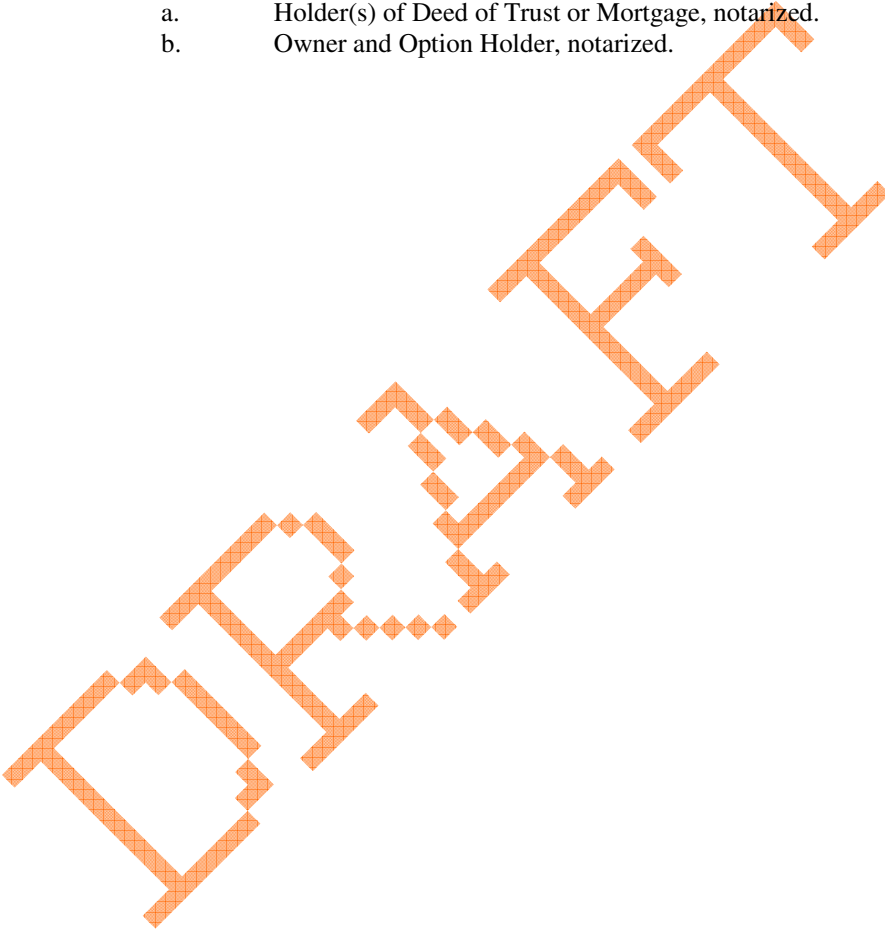 a. Holder(s) of Deed of Trust or Mortgage, notarized.
b. Owner and Option Holder, notarized.
DRAFT